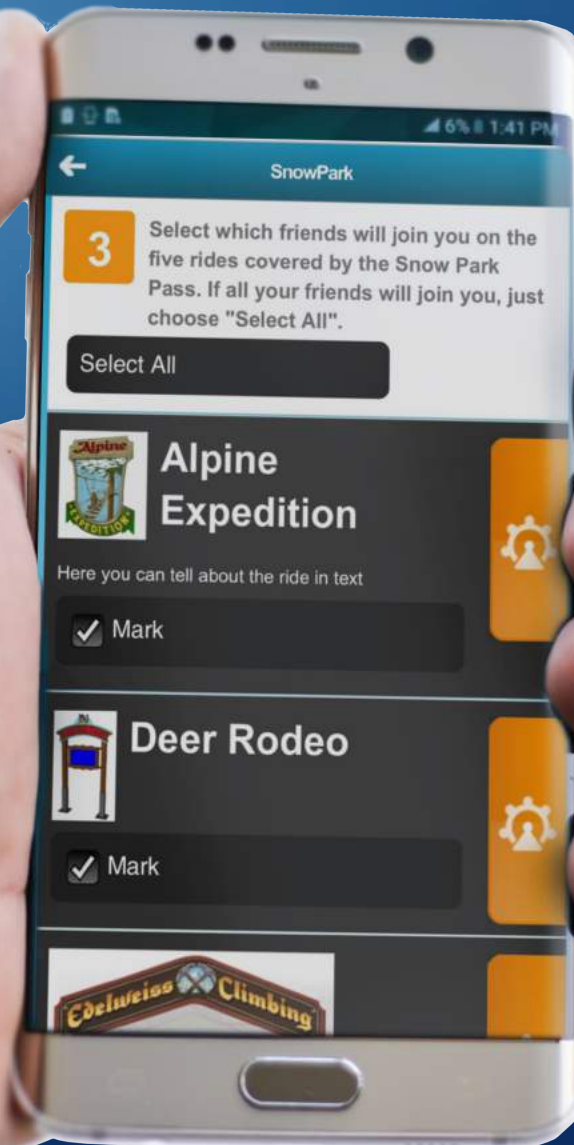 6% 1:41 PM
SnowPark
3
Select which friends will join you on the
five rides covered by the Snow Park
Pass. If all your friends will join you, just
choose "Select All".
Select All
Alpine
EXPEDITION
Alpine
Expedition
Here you can tell about the ride in text
Mark
Deer Rodeo
Mark
Edelweiss Climbing